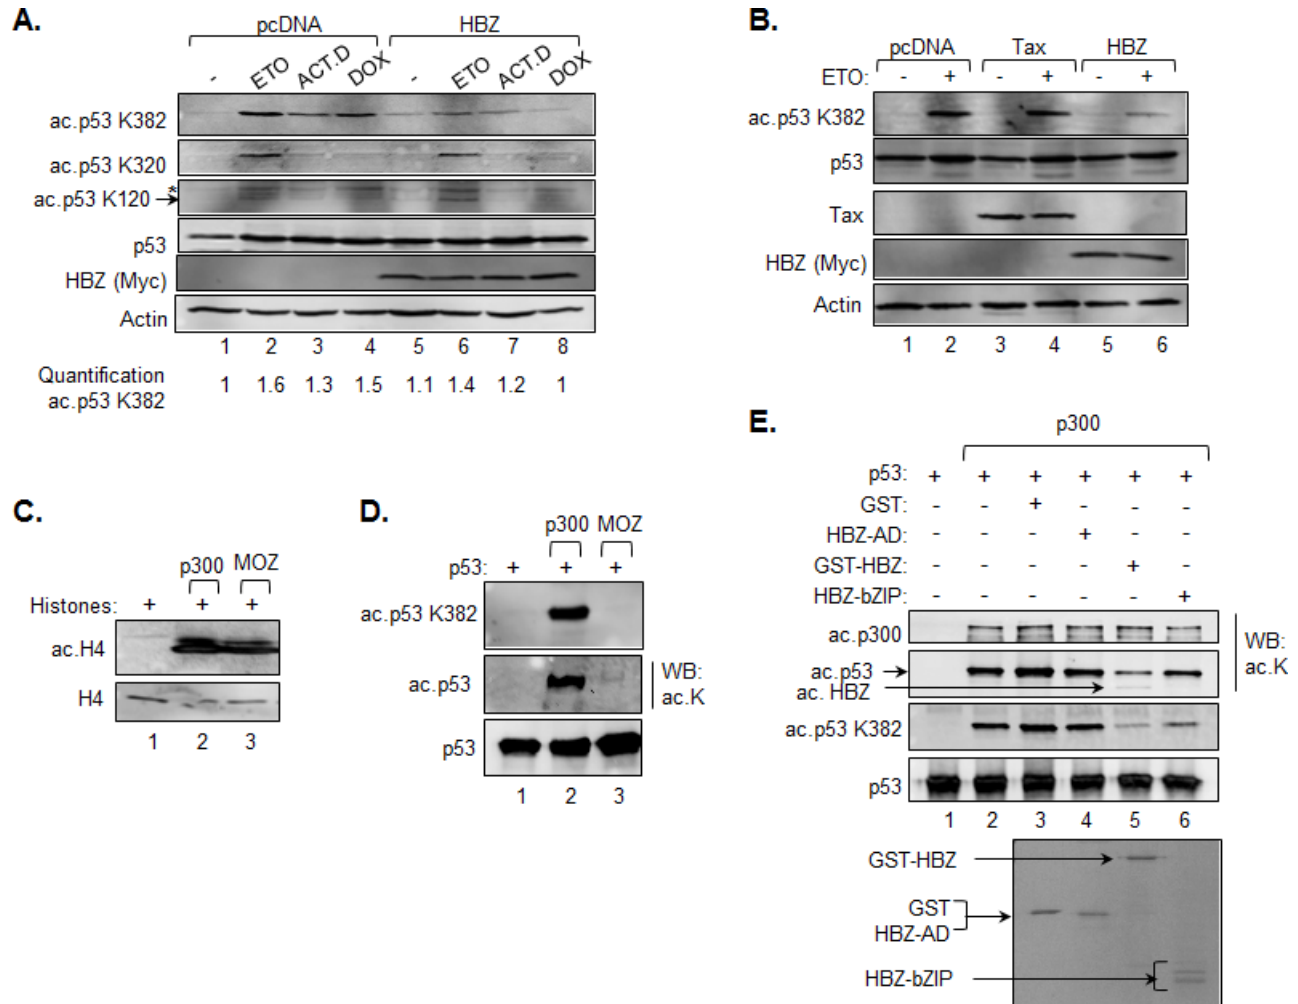 A.
pcDNA HBZ
- ETO ACT.D DOX - ETO ACT.D DOX
ac.p53 K382
ac.p53 K320
*
ac.p53 K120
p53
HBZ (Myc)
Actin
1 2 3 4 5 6 7 8
Quantification
ac.p53 K382
1 1.6 1.3 1.5 1.1 1.4 1.2 1
B.
pcDNA Tax HBZ
ETO: - + - + - +
ac.p53 K382
p53
Tax
HBZ (Myc)
Actin
1 2 3 4 5 6
C.
p300 MOZ
Histones: + + +
ac.H4
H4
1 2 3
D.
p300 MOZ
p53: + + +
ac.p53 K382
ac.p53
WB:
ac.K
p53
1 2 3
E.
p300
p53: + + + + + +
GST: - - + - - -
HBZ-AD: - - - + - -
GST-HBZ: - - - - + -
HBZ-bZIP: - - - - - +
ac.p300
WB:
ac.K
ac.p53
ac. HBZ
ac.p53 K382
p53
1 2 3 4 5 6
GST-HBZ
GST
HBZ-AD
HBZ-bZIP